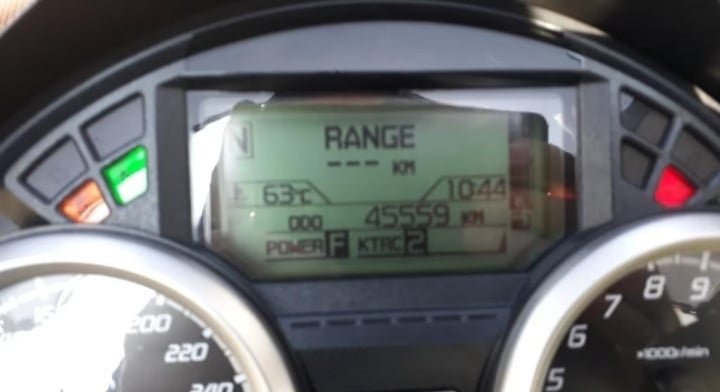 N RANGE
--- KM
63°C 10:44
ODO 45559 KM
POWER F KTRC 2
200
220
240
5
6
7
8
9
×1000r/min